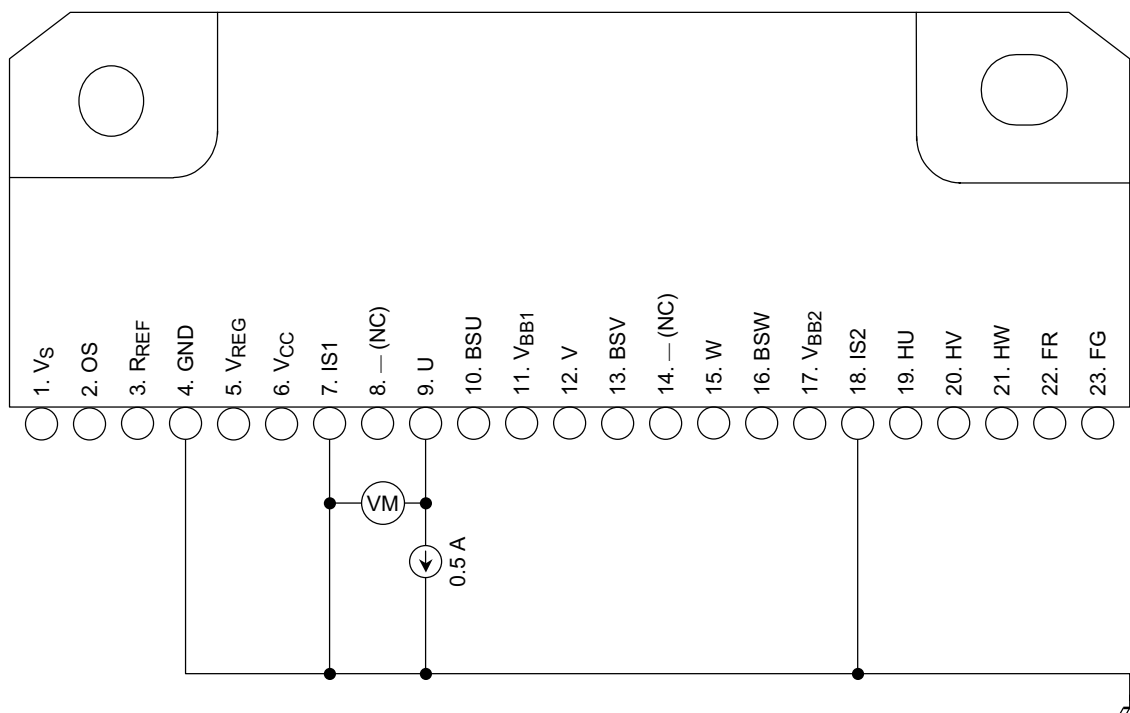 1. VS
2. OS
3. RREF
4. GND
5. VREG
6. VCC
7. IS1
8. — (NC)
9. U
10. BSU
11. VBB1
12. V
13. BSV
14. — (NC)
15. W
16. BSW
17. VBB2
18. IS2
19. HU
20. HV
21. HW
22. FR
23. FG
VM
0.5 A